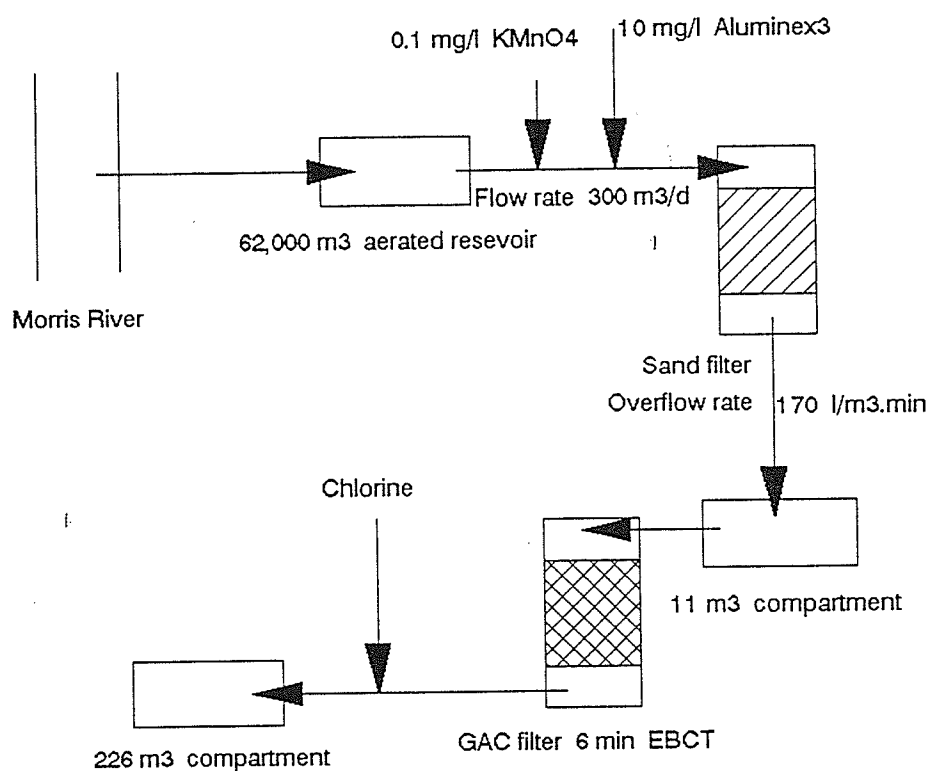 0.1 mg/l KMnO4
10 mg/l Aluminex3
Flow rate 300 m3/d
62,000 m3 aerated resevoir
Morris River
Sand filter
Overflow rate 170 l/m3.min
Chlorine
11 m3 compartment
GAC filter 6 min EBCT
226 m3 compartment